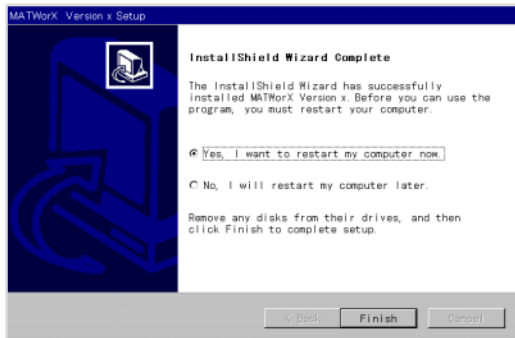 MATWorX Version x Setup
InstallShield Wizard Complete
The InstallShield Wizard has successfully
installed MATWorX Version x. Before you can use the
program, you must restart your computer.
Yes, I want to restart my computer now.
No, I will restart my computer later.
Remove any disks from their drives, and then
click Finish to complete setup.
< Back Finish Cancel